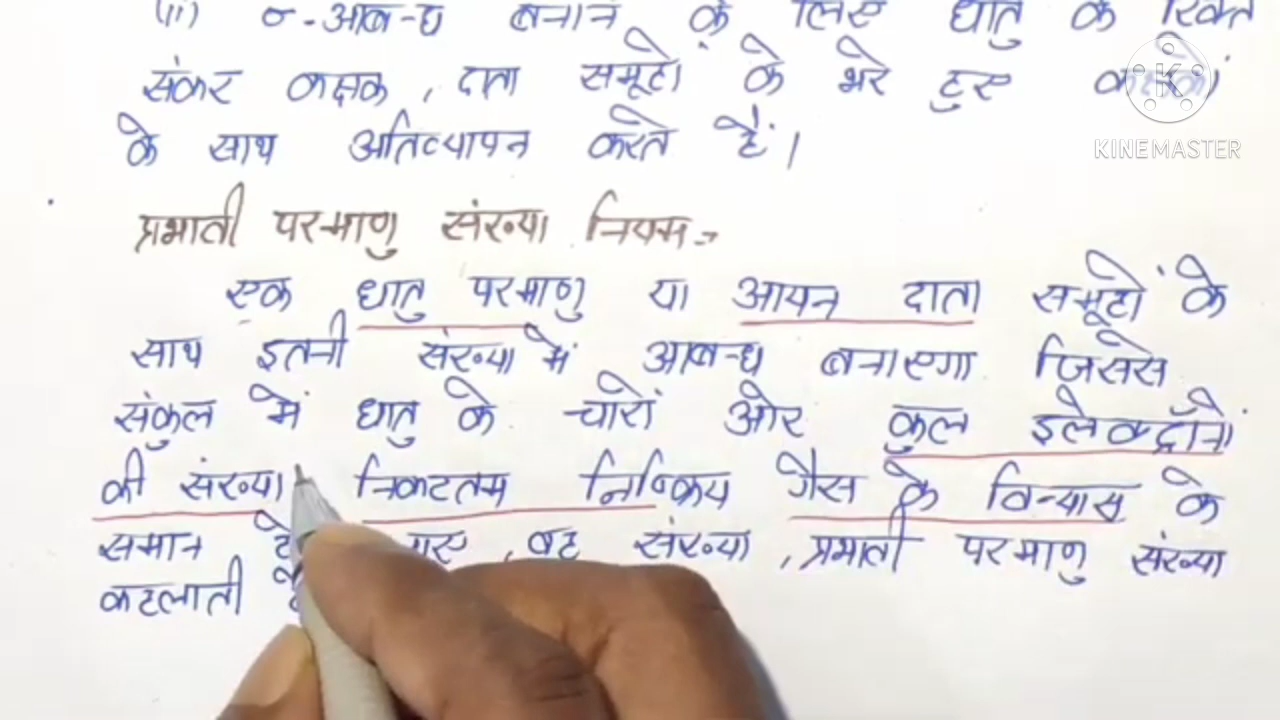 (ii) σ-आबन्ध बनाने के लिए धातु के रिक्त
संकर कक्षक, दाता समूहों के भरे हुए
KINEMASTER
के साथ अतिव्यापन करते हैं।
प्रभावी परमाणु संख्या नियम:-
एक धातु परमाणु या आयन दाता समूहों के
साथ इतनी संख्या में आबन्ध बनाएगा जिससे
संकुल में धातु के चारों ओर कुल इलेक्ट्रॉनों
की संख्या निकटतम निष्क्रिय गैस के विन्यास के
समान , वह संख्या, प्रभावी परमाणु संख्या
कहलाती